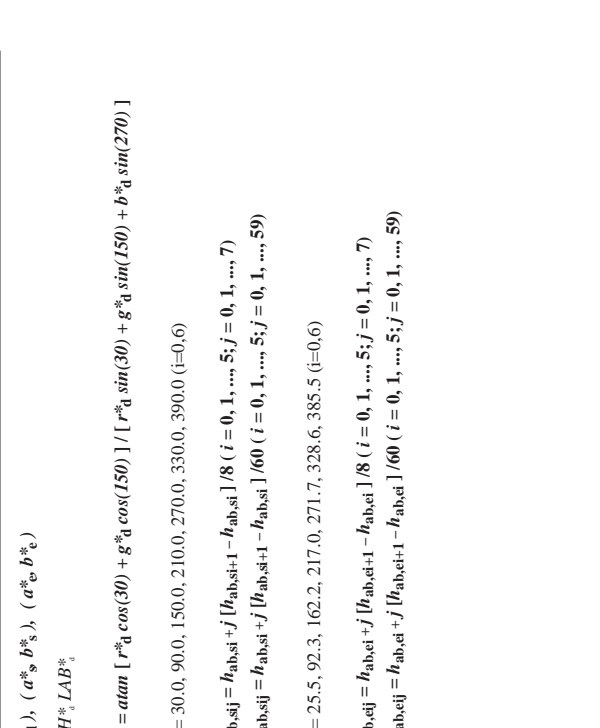 ), ( a*s, b*s ), ( a*e, b*e )
H*d LAB*d
= atan [ r*d cos(30) + g*d cos(150) ] / [ r*d sin(30) + g*d sin(150) + b*d sin(270) ]
= 30.0, 90.0, 150.0, 210.0, 270.0, 330.0, 390.0 (i=0,6)
b,sij = hab,si +j [hab,si+1 − hab,si ] /8 ( i = 0, 1, ..., 5; j = 0, 1, ..., 7)
ab,sij = hab,si +j [hab,si+1 − hab,si ] /60 ( i = 0, 1, ..., 5; j = 0, 1, ..., 59)
= 25.5, 92.3, 162.2, 217.0, 271.7, 328.6, 385.5 (i=0,6)
b,eij = hab,ei +j [hab,ei+1 − hab,ei ] /8 ( i = 0, 1, ..., 5; j = 0, 1, ..., 7)
ab,eij = hab,ei +j [hab,ei+1 − hab,ei ] /60 ( i = 0, 1, ..., 5; j = 0, 1, ..., 59)